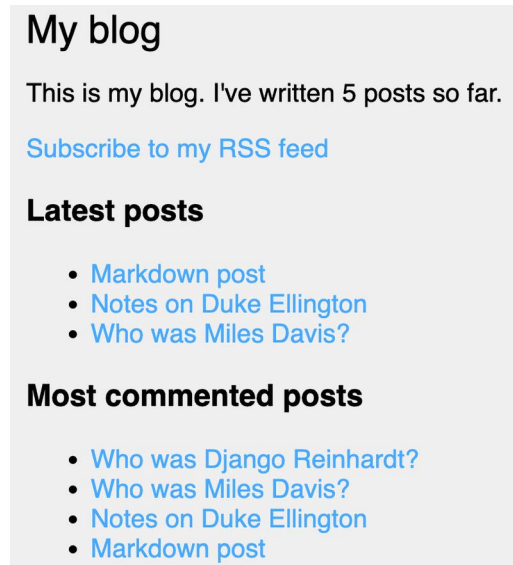 My blog
This is my blog. I've written 5 posts so far.
Subscribe to my RSS feed
Latest posts
• Markdown post
• Notes on Duke Ellington
• Who was Miles Davis?
Most commented posts
• Who was Django Reinhardt?
• Who was Miles Davis?
• Notes on Duke Ellington
• Markdown post